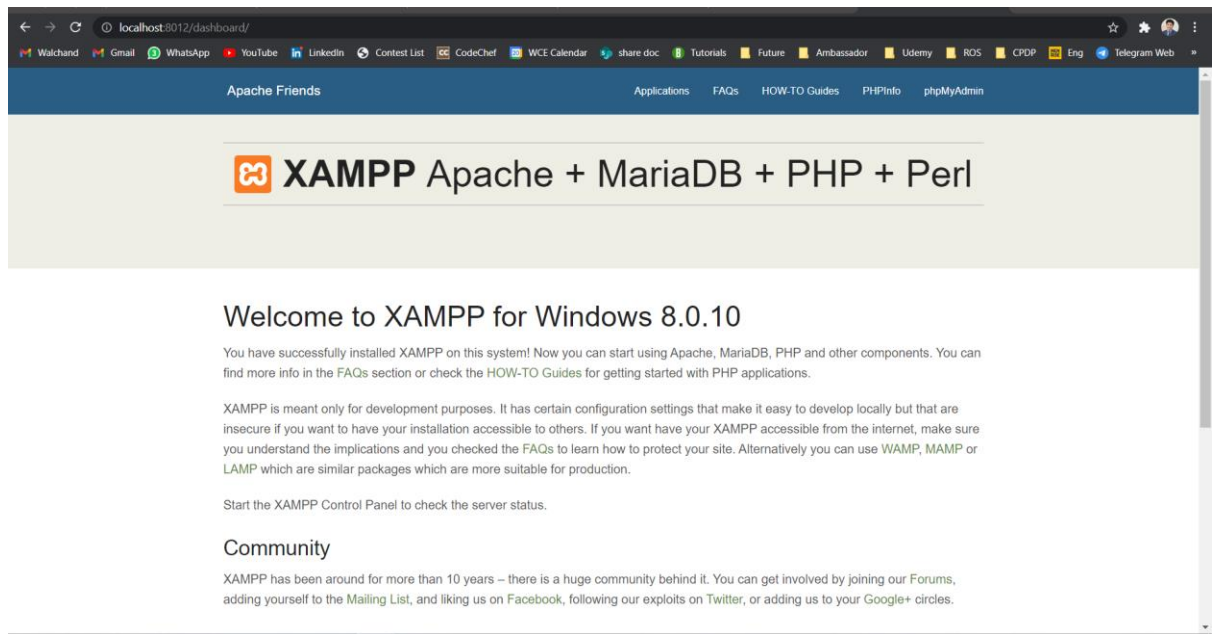 localhost:8012/dashboard/
Walchand Gmail WhatsApp YouTube LinkedIn Contest List CodeChef WCE Calendar share doc Tutorials Future Ambassador Udemy ROS CPDP Eng Telegram Web »
Apache Friends Applications FAQs HOW-TO Guides PHPInfo phpMyAdmin
XAMPP Apache + MariaDB + PHP + Perl
Welcome to XAMPP for Windows 8.0.10
You have successfully installed XAMPP on this system! Now you can start using Apache, MariaDB, PHP and other components. You can
find more info in the FAQs section or check the HOW-TO Guides for getting started with PHP applications.
XAMPP is meant only for development purposes. It has certain configuration settings that make it easy to develop locally but that are
insecure if you want to have your installation accessible to others. If you want have your XAMPP accessible from the internet, make sure
you understand the implications and you checked the FAQs to learn how to protect your site. Alternatively you can use WAMP, MAMP or
LAMP which are similar packages which are more suitable for production.
Start the XAMPP Control Panel to check the server status.
Community
XAMPP has been around for more than 10 years – there is a huge community behind it. You can get involved by joining our Forums,
adding yourself to the Mailing List, and liking us on Facebook, following our exploits on Twitter, or adding us to your Google+ circles.